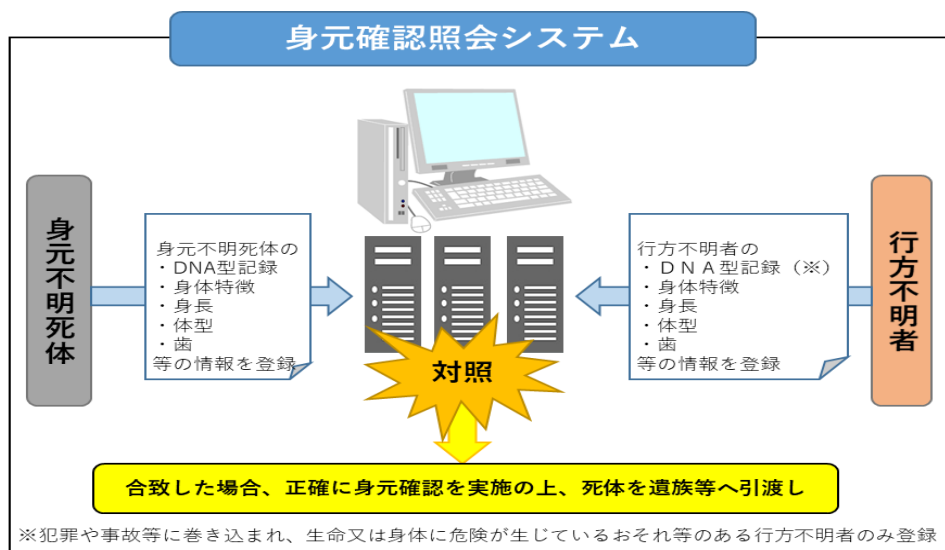 身元確認照会システム
身元不明死体
身元不明死体の
・DNA型記録
・身体特徴
・身長
・体型
・歯
等の情報を登録
行方不明者の
・ＤＮＡ型記録（※）
・身体特徴
・身長
・体型
・歯
等の情報を登録
行方不明者
対照
合致した場合、正確に身元確認を実施の上、死体を遺族等へ引渡し
※犯罪や事故等に巻き込まれ、生命又は身体に危険が生じているおそれ等のある行方不明者のみ登録